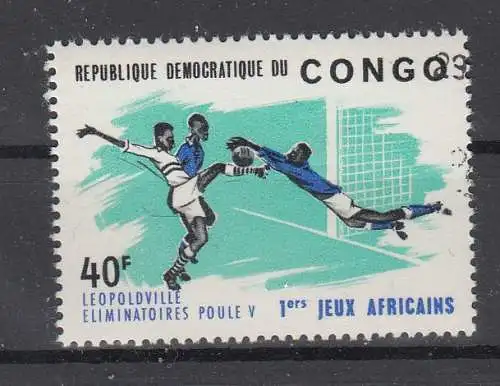 REPUBLIQUE DEMOCRATIQUE DU CONGO
40F
LEOPOLDVILLE
ELIMINATOIRES POULE V
1ers JEUX AFRICAINS